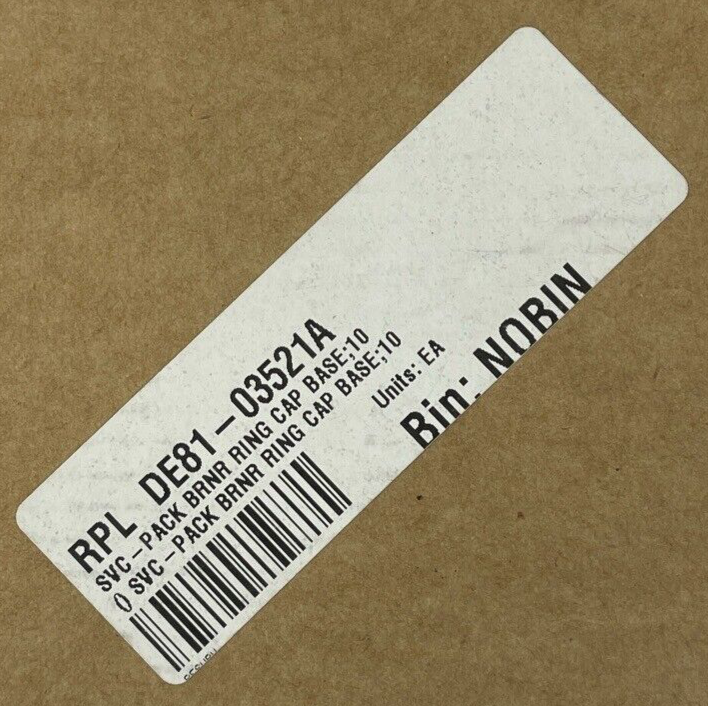 RPL DE81-03521A
SVC-PACK BRNR RING CAP BASE;10
() SVC-PACK BRNR RING CAP BASE;10
Units: EA
Bin: NOBIN